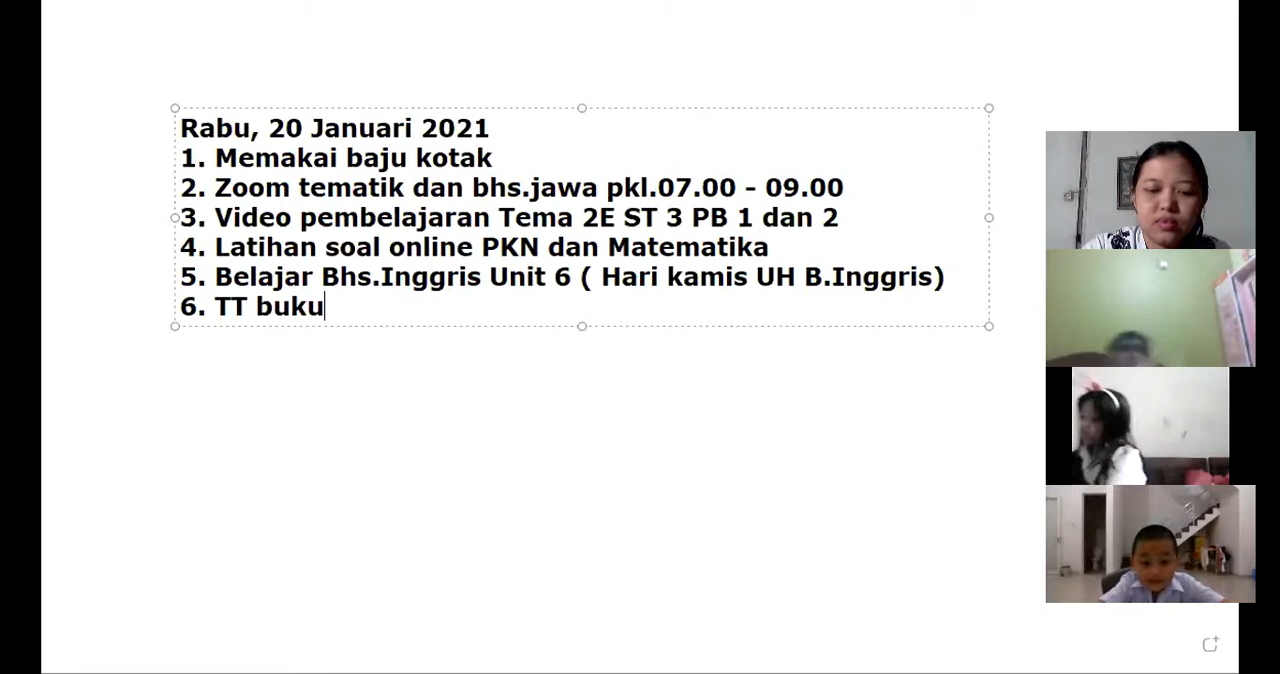 Rabu, 20 Januari 2021
1. Memakai baju kotak
2. Zoom tematik dan bhs.jawa pkl.07.00 - 09.00
3. Video pembelajaran Tema 2E ST 3 PB 1 dan 2
4. Latihan soal online PKN dan Matematika
5. Belajar Bhs.Inggris Unit 6 ( Hari kamis UH B.Inggris)
6. TT buku